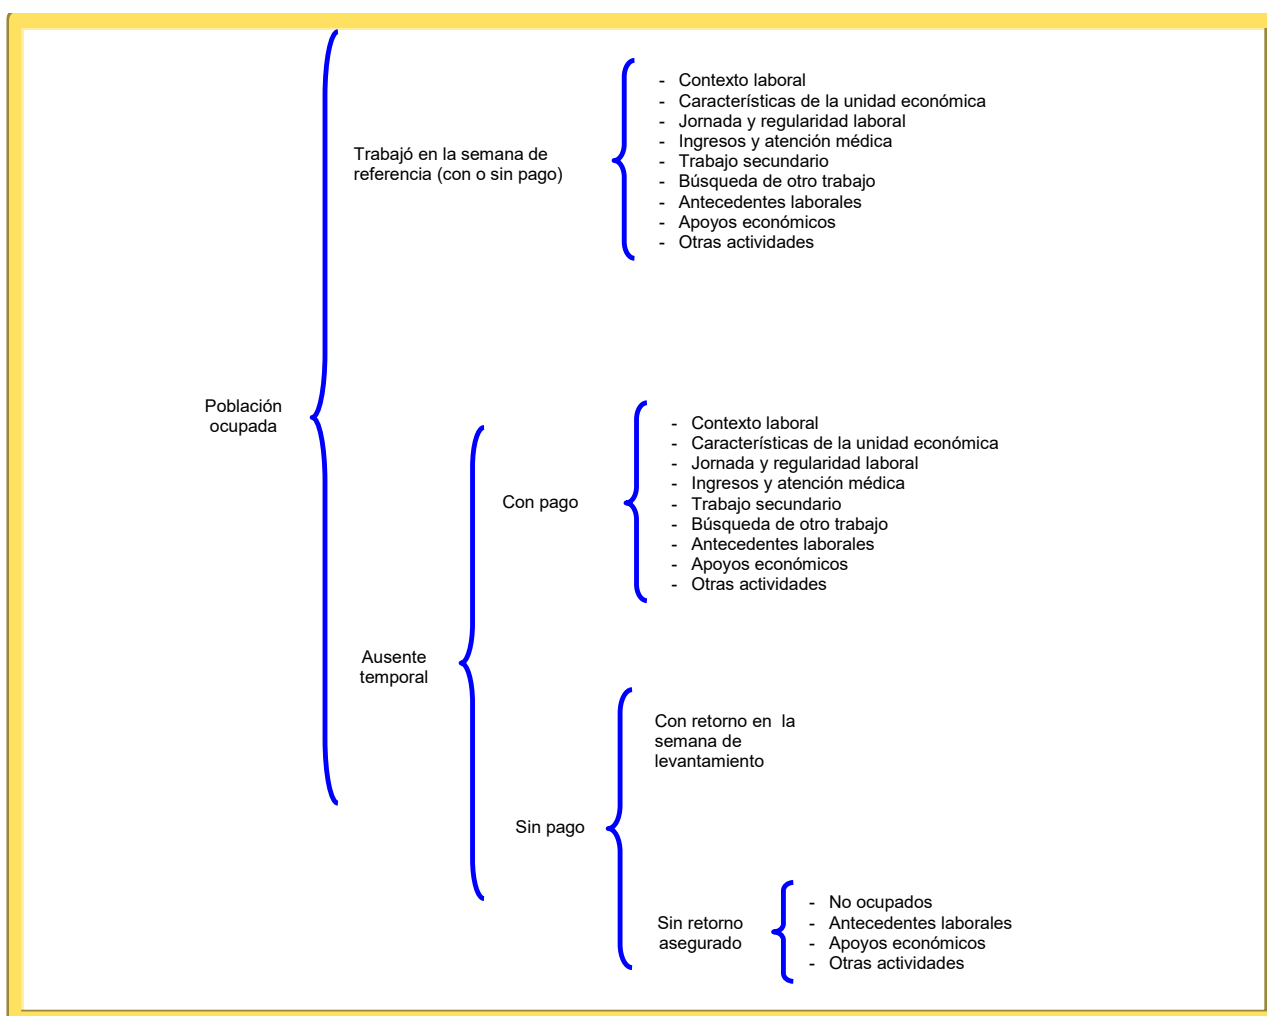 Población
ocupada
Trabajó en la semana de
referencia (con o sin pago)
- Contexto laboral
- Características de la unidad económica
- Jornada y regularidad laboral
- Ingresos y atención médica
- Trabajo secundario
- Búsqueda de otro trabajo
- Antecedentes laborales
- Apoyos económicos
- Otras actividades
Ausente
temporal
Con pago
- Contexto laboral
- Características de la unidad económica
- Jornada y regularidad laboral
- Ingresos y atención médica
- Trabajo secundario
- Búsqueda de otro trabajo
- Antecedentes laborales
- Apoyos económicos
- Otras actividades
Sin pago
Con retorno en la
semana de
levantamiento
Sin retorno
asegurado
- No ocupados
- Antecedentes laborales
- Apoyos económicos
- Otras actividades